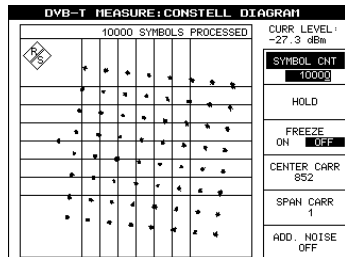 DVB-T MEASURE:CONSTELL DIAGRAM
10000 SYMBOLS PROCESSED
R/S
CURR LEVEL:
-27.3 dBm
SYMBOL CNT
10000
HOLD
FREEZE
ON OFF
CENTER CARR
852
SPAN CARR
1
ADD. NOISE
OFF